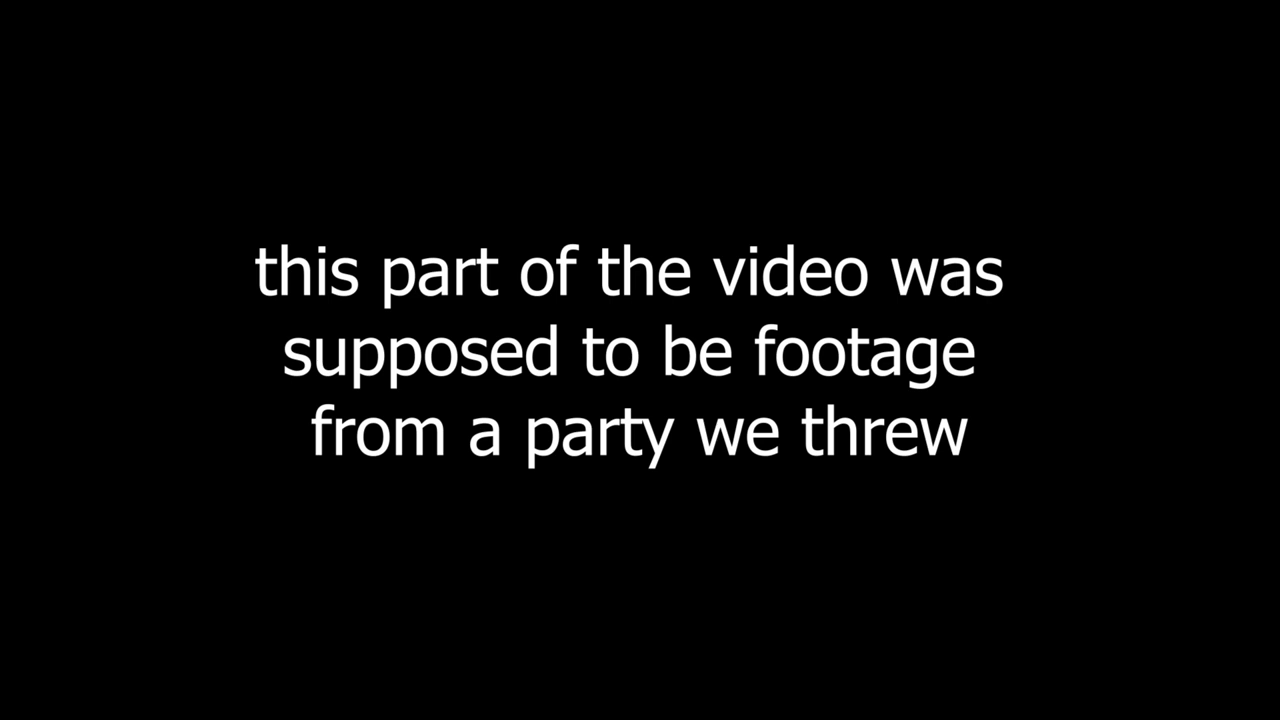 this part of the video was
supposed to be footage
from a party we threw